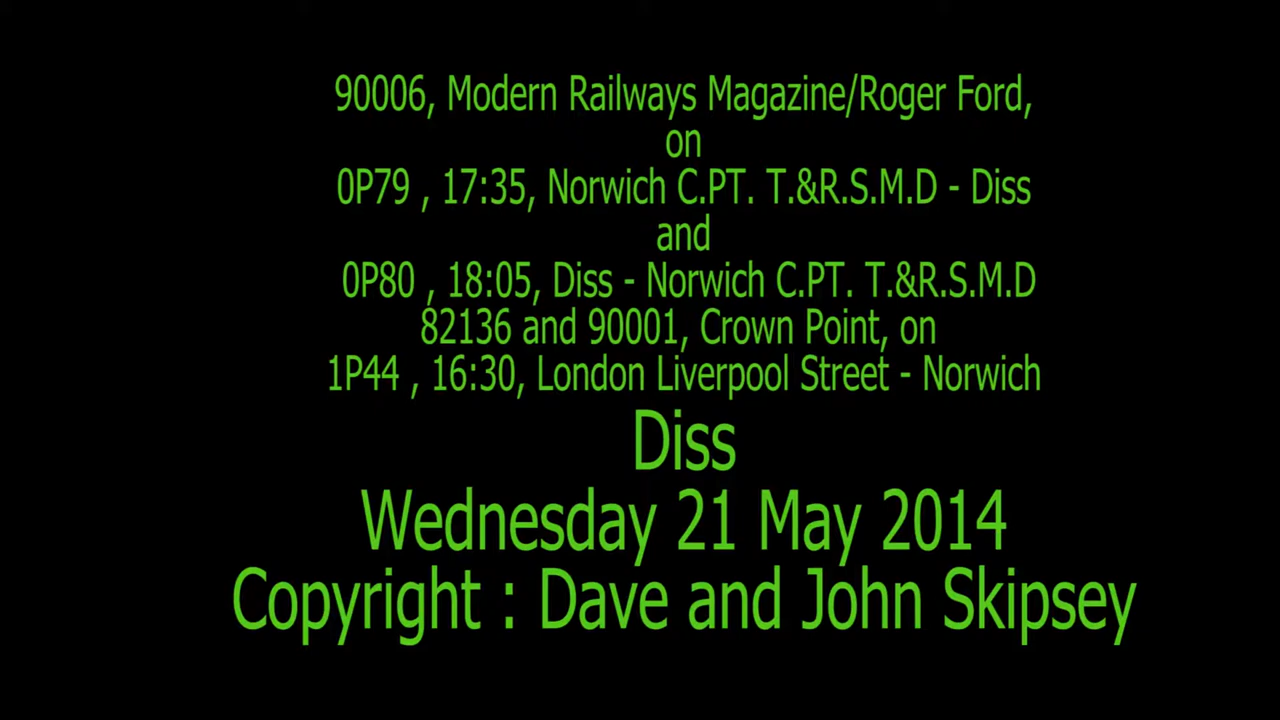 90006, Modern Railways Magazine/Roger Ford,
on
0P79 , 17:35, Norwich C.PT. T.&R.S.M.D - Diss
and
0P80 , 18:05, Diss - Norwich C.PT. T.&R.S.M.D
82136 and 90001, Crown Point, on
1P44 , 16:30, London Liverpool Street - Norwich
Diss
Wednesday 21 May 2014
Copyright : Dave and John Skipsey